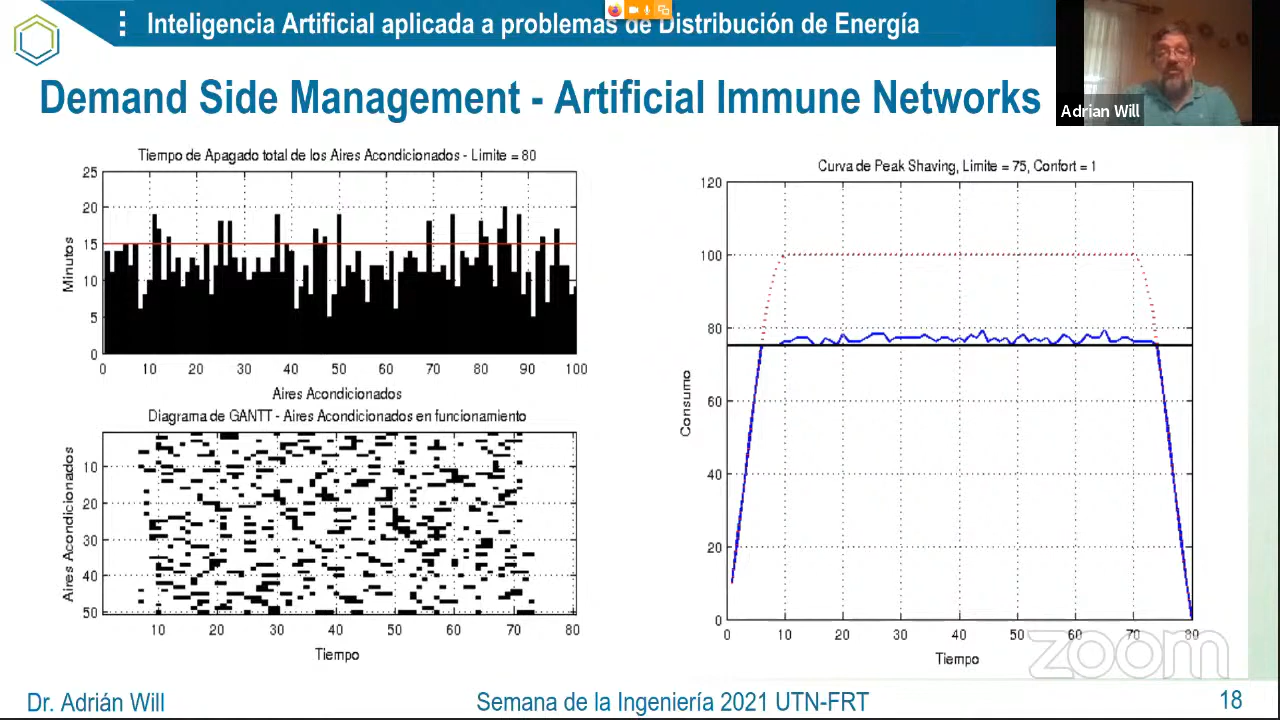 Inteligencia Artificial aplicada a problemas de Distribución de Energía
Demand Side Management - Artificial Immune Networks
Adrian Will
Tiempo de Apagado total de los Aires Acondicionados - Limite = 80
25
20
15
10
5
0
Minutos
0 10 20 30 40 50 60 70 80 90 100
Aires Acondicionados
Diagrama de GANTT - Aires Acondicionados en funcionamiento
10
20
30
40
50
Aires Acondicionados
10 20 30 40 50 60 70 80
Tiempo
Curva de Peak Shaving, Limite = 75, Confort = 1
120
100
80
60
40
20
0
Consumo
0 10 20 30 40 50 60 70 80
Tiempo
zoom
Dr. Adrián Will
Semana de la Ingeniería 2021 UTN-FRT
18